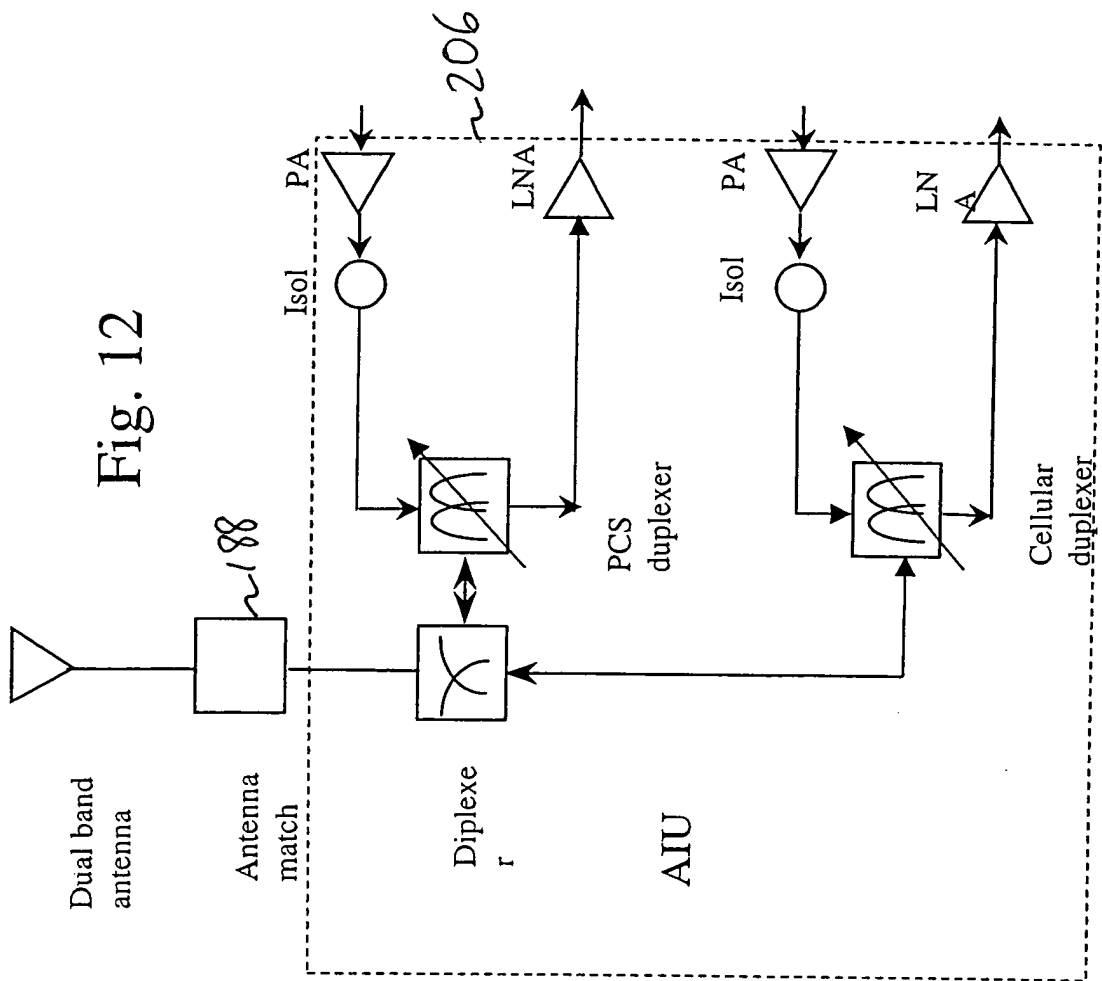 Fig. 12
Dual band
antenna
Antenna
match
~188
Diplexe
r
AIU
PCS
duplexer
Isol
PA
LNA
~206
Cellular
duplexer
Isol
PA
LN
A